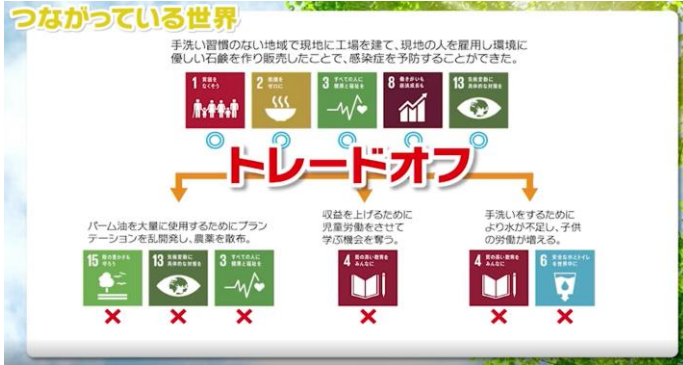 つながっている世界
手洗い習慣のない地域で現地に工場を建て、現地の人を雇用し環境に
優しい石鹸を作り販売したことで、感染症を予防することができた。
1 貧困を
なくそう
2 飢餓を
ゼロに
3 すべての人に
健康と福祉を
8 働きがいも
経済成長も
13 気候変動に
具体的な対策を
トレードオフ
パーム油を大量に使用するためにプラン
テーションを乱開発し、農薬を散布。
15 陸の豊かさも
守ろう
13 気候変動に
具体的な対策を
3 すべての人に
健康と福祉を
収益を上げるために
児童労働をさせて
学ぶ機会を奪う。
4 質の高い教育を
みんなに
手洗いをするために
より水が不足し、子供
の労働が増える。
4 質の高い教育を
みんなに
6 安全な水とトイレ
を世界中に